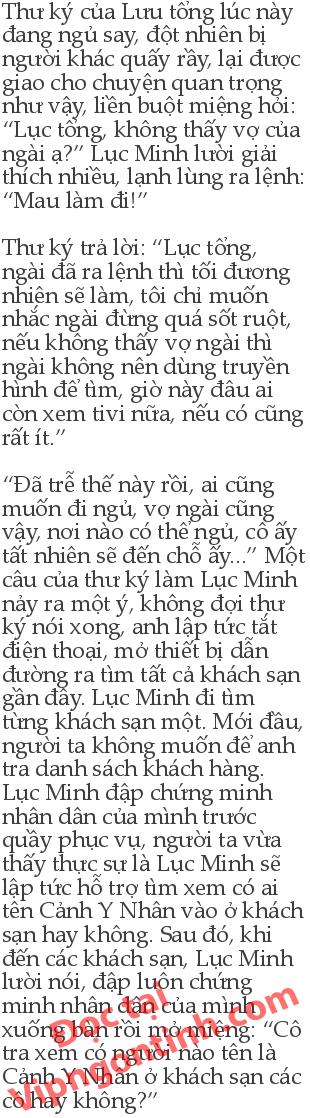 Thư ký của Lưu tổng lúc này
đang ngủ say, đột nhiên bị
người khác quấy rầy, lại được
giao cho chuyện quan trọng
như vậy, liền buột miệng hỏi:
“Lục tổng, không thấy vợ của
ngài ạ?” Lục Minh lười giải
thích nhiều, lạnh lùng ra lệnh:
“Mau làm đi!”
Thư ký trả lời: “Lục tổng,
ngài đã ra lệnh thì tối đương
nhiên sẽ làm, tôi chỉ muốn
nhắc ngài đừng quá sốt ruột,
nếu không thấy vợ ngài thì
ngài không nên dùng truyền
hình để tìm, giờ này đâu ai
còn xem tivi nữa, nếu có cũng
rất ít.”
“Đã trễ thế này rồi, ai cũng
muốn đi ngủ, vợ ngài cũng
vậy, nơi nào có thể ngủ, cô ấy
tất nhiên sẽ đến chỗ ấy...” Một
câu của thư ký làm Lục Minh
nảy ra một ý, không đợi thư
ký nói xong, anh lập tức tắt
điện thoại, mở thiết bị dẫn
đường ra tìm tất cả khách sạn
gần đây. Lục Minh đi tìm
từng khách sạn một. Mới đầu,
người ta không muốn để anh
tra danh sách khách hàng.
Lục Minh đập chứng minh
nhân dân của mình trước
quầy phục vụ, người ta vừa
thấy thực sự là Lục Minh sẽ
lập tức hỗ trợ tìm xem có ai
tên Cảnh Y Nhân vào ở khách
sạn hay không. Sau đó, khi
đến các khách sạn, Lục Minh
lười nói, đập luôn chứng
minh nhân dân của mình
xuống bàn rồi mở miệng: “Cô
tra xem có người nào tên là
Cảnh Y Nhân ở khách sạn các
cô hay không?”
Đọc tại
Vipngontinh.com